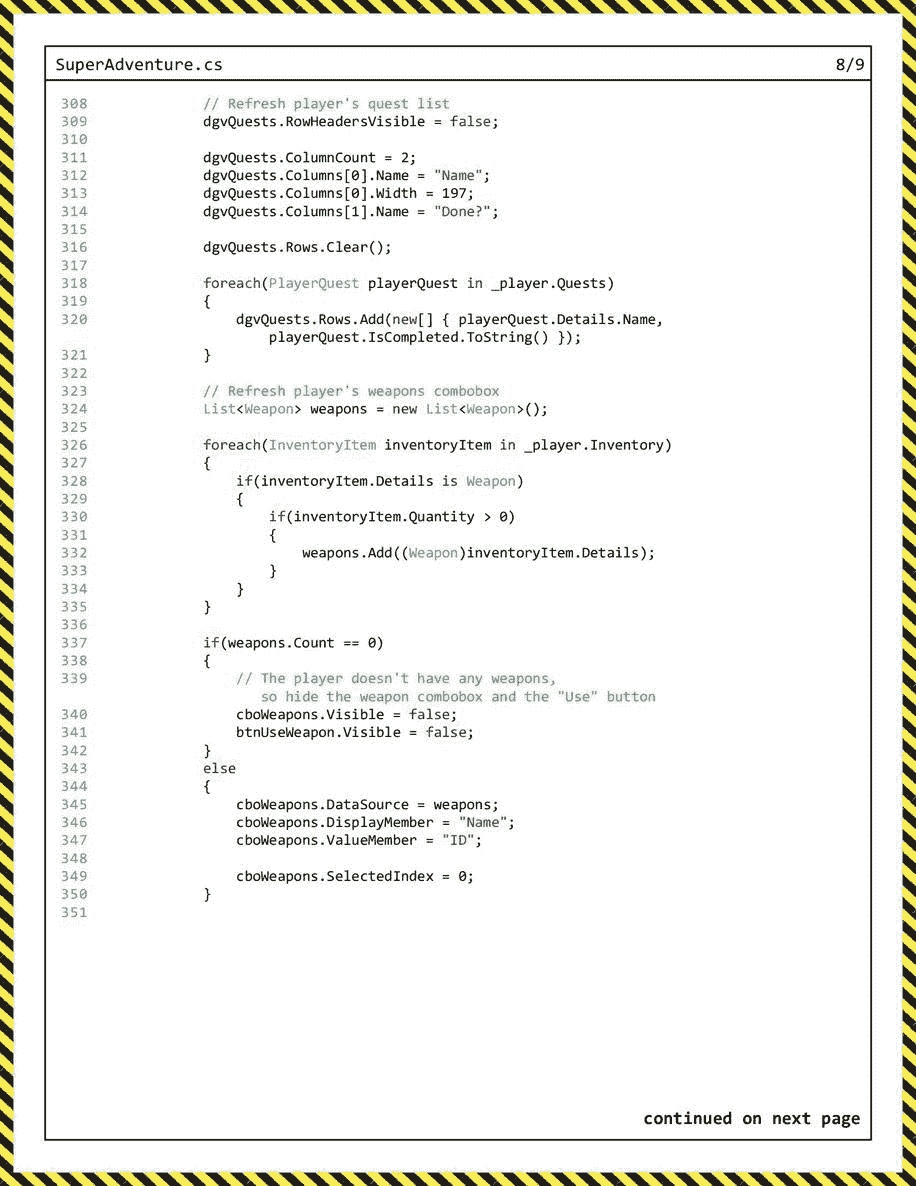 SuperAdventure.cs 8/9
308 // Refresh player's quest list
309 dgvQuests.RowHeadersVisible = false;
310
311 dgvQuests.ColumnCount = 2;
312 dgvQuests.Columns[0].Name = "Name";
313 dgvQuests.Columns[0].Width = 197;
314 dgvQuests.Columns[1].Name = "Done?";
315
316 dgvQuests.Rows.Clear();
317
318 foreach(PlayerQuest playerQuest in _player.Quests)
319 {
320 dgvQuests.Rows.Add(new[] { playerQuest.Details.Name,
playerQuest.IsCompleted.ToString() });
321 }
322
323 // Refresh player's weapons combobox
324 List<Weapon> weapons = new List<Weapon>();
325
326 foreach(InventoryItem inventoryItem in _player.Inventory)
327 {
328 if(inventoryItem.Details is Weapon)
329 {
330 if(inventoryItem.Quantity > 0)
331 {
332 weapons.Add((Weapon)inventoryItem.Details);
333 }
334 }
335 }
336
337 if(weapons.Count == 0)
338 {
339 // The player doesn't have any weapons,
so hide the weapon combobox and the "Use" button
340 cboWeapons.Visible = false;
341 btnUseWeapon.Visible = false;
342 }
343 else
344 {
345 cboWeapons.DataSource = weapons;
346 cboWeapons.DisplayMember = "Name";
347 cboWeapons.ValueMember = "ID";
348
349 cboWeapons.SelectedIndex = 0;
350 }
351
continued on next page